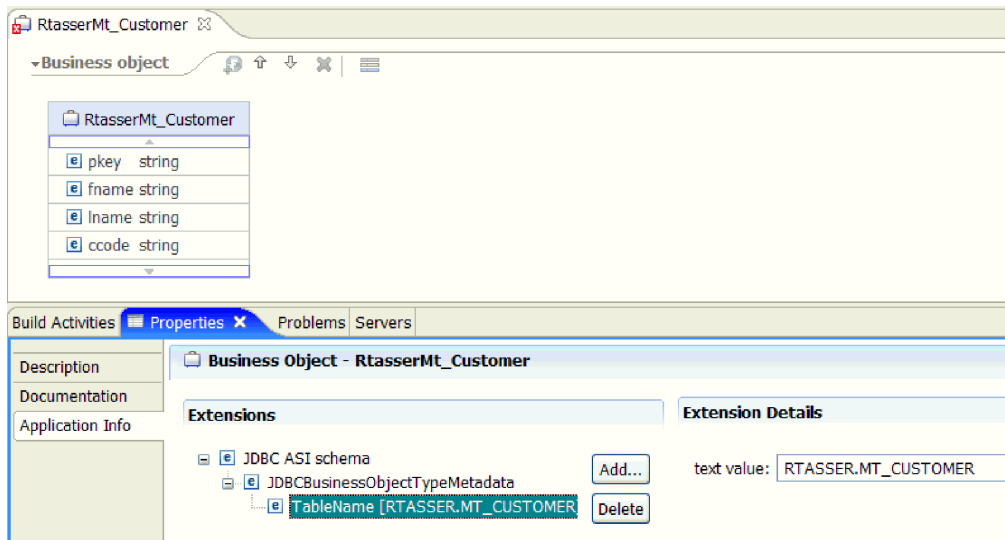 RtasserMt_Customer
Business object
RtasserMt_Customer
pkey string
fname string
lname string
ccode string
Build Activities Properties Problems Servers
Description
Documentation
Application Info
Business Object - RtasserMt_Customer
Extensions
JDBC ASI schema
JDBCBusinessObjectTypeMetadata
TableName [RTASSER.MT_CUSTOMER
Add...
Delete
Extension Details
text value: RTASSER.MT_CUSTOMER